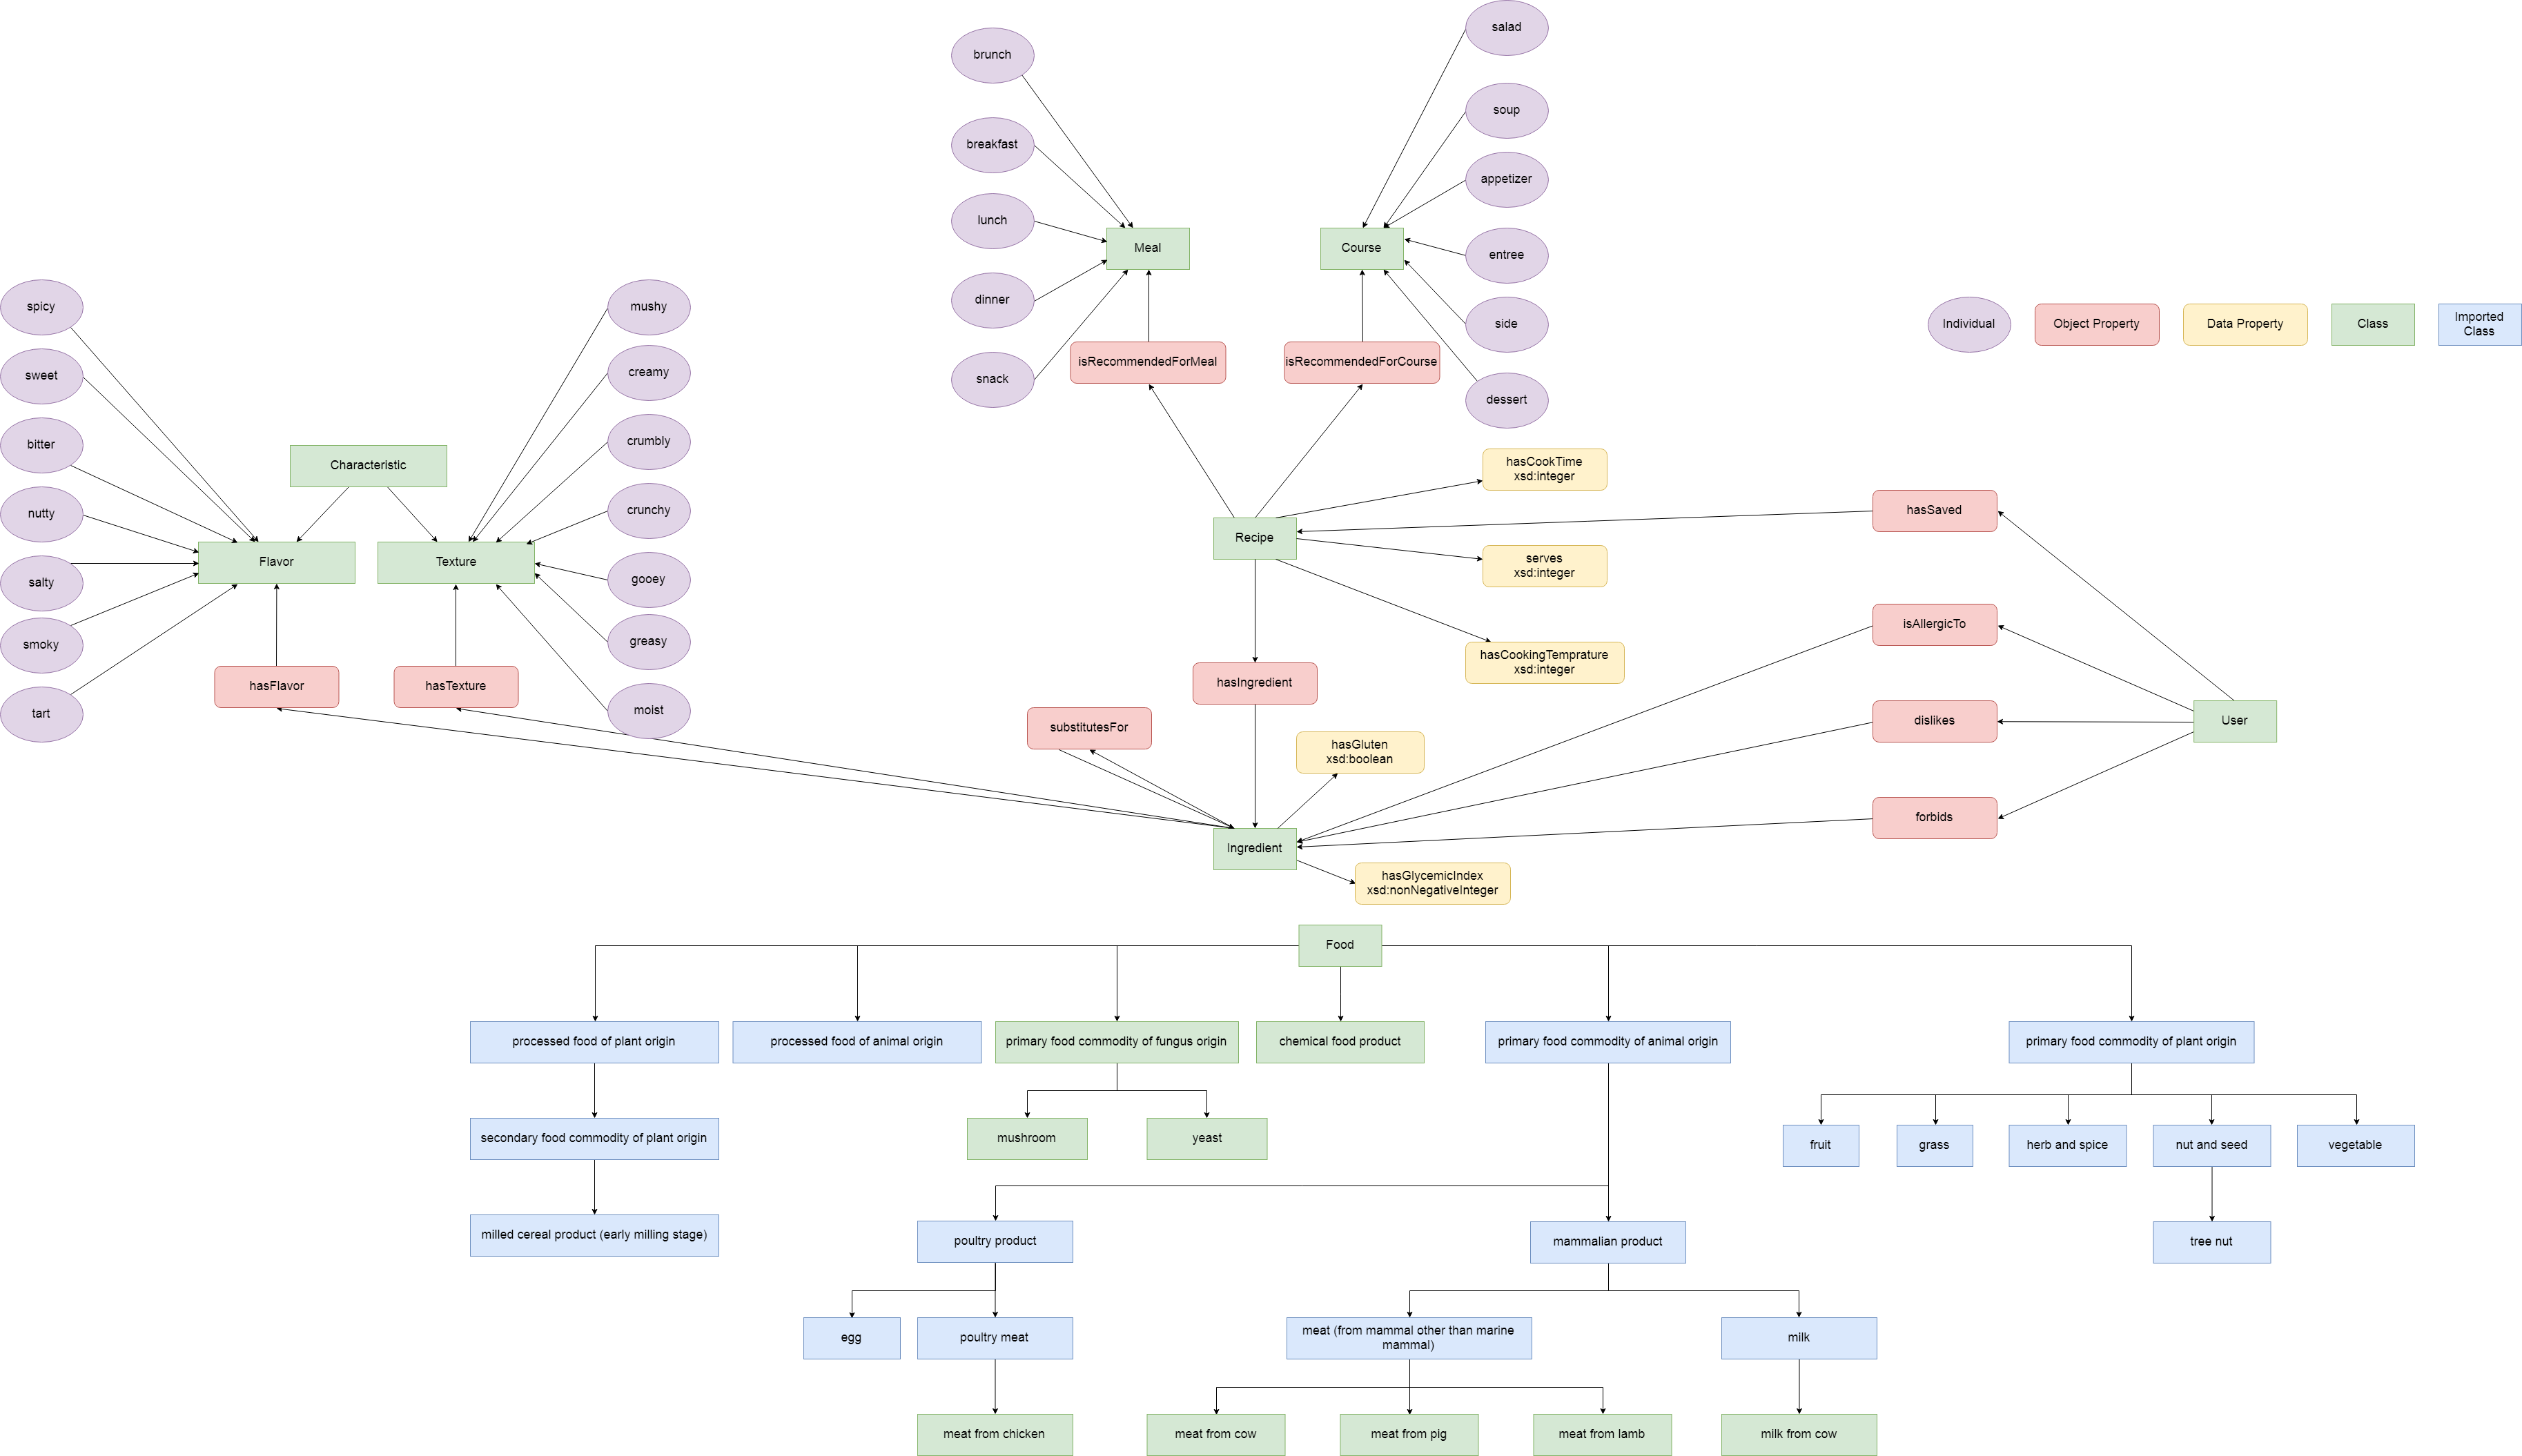 salad
brunch
soup
breakfast
appetizer
lunch
Meal
Course
entree
dinner
side
snack
isRecommendedForMeal
isRecommendedForCourse
dessert
Individual
Object Property
Data Property
Class
Imported
Class
spicy
mushy
sweet
creamy
bitter
crumbly
Characteristic
nutty
crunchy
Flavor
Texture
salty
gooey
smoky
greasy
hasFlavor
hasTexture
tart
moist
hasCookTime
xsd:integer
Recipe
serves
xsd:integer
hasCookingTemprature
xsd:integer
hasSaved
isAllergicTo
dislikes
User
forbids
hasIngredient
substitutesFor
hasGluten
xsd:boolean
Ingredient
hasGlycemicIndex
xsd:nonNegativeInteger
Food
processed food of plant origin
processed food of animal origin
primary food commodity of fungus origin
chemical food product
primary food commodity of animal origin
primary food commodity of plant origin
secondary food commodity of plant origin
mushroom
yeast
fruit
grass
herb and spice
nut and seed
vegetable
milled cereal product (early milling stage)
poultry product
mammalian product
tree nut
egg
poultry meat
meat (from mammal other than marine
mammal)
milk
meat from chicken
meat from cow
meat from pig
meat from lamb
milk from cow